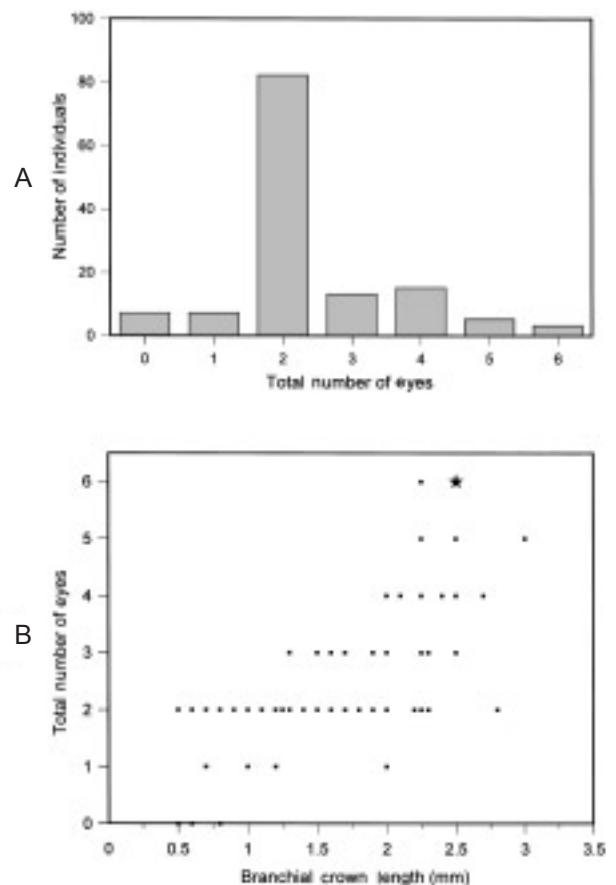 A
Number of individuals
100
80
60
40
20
0
0 1 2 3 4 5 6
Total number of eyes
B
Total number of eyes
6
5
4
3
2
1
0
0 0.5 1 1.5 2 2.5 3 3.5
Branchial crown length (mm)